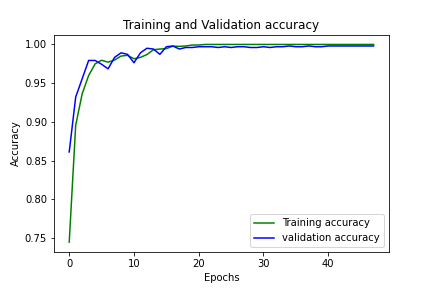 Training and Validation accuracy
1.00
0.95
0.90
0.85
0.80
0.75
Accuracy
Training accuracy
validation accuracy
0 10 20 30 40
Epochs